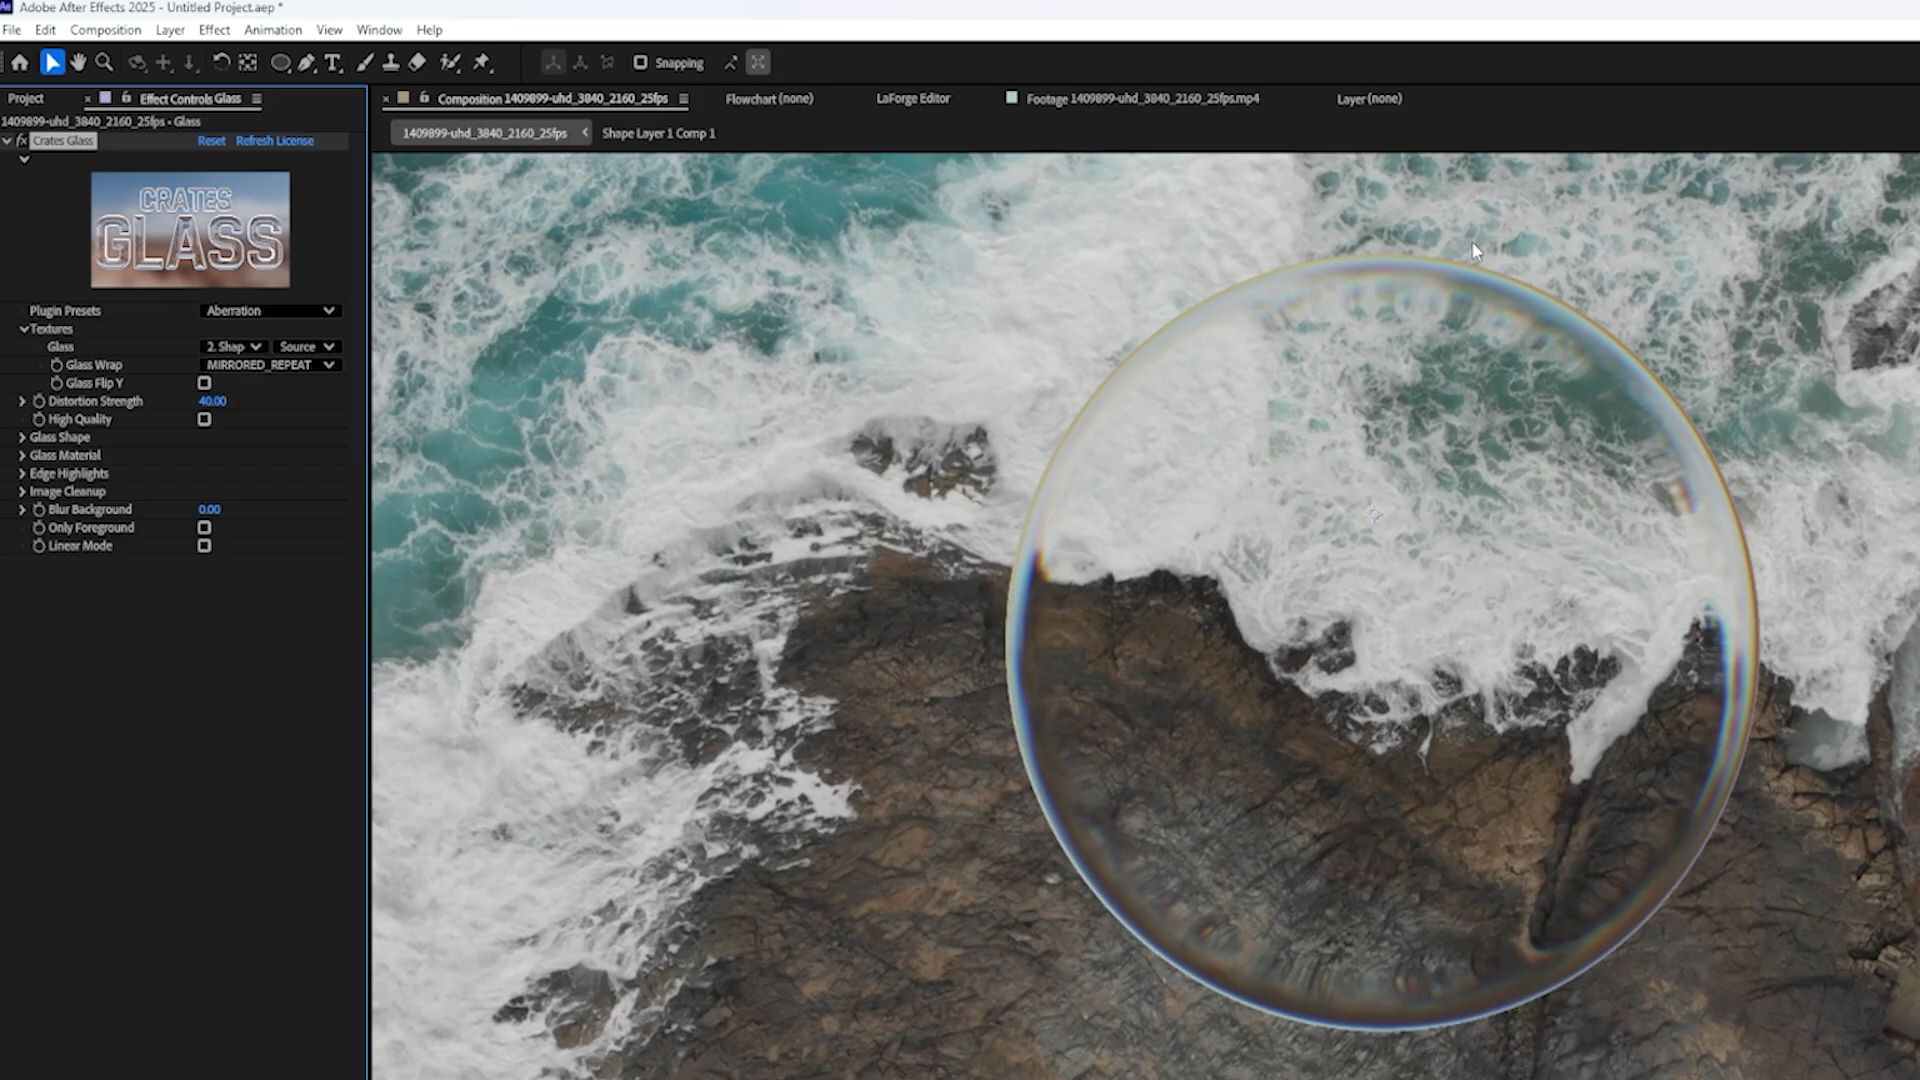 Ae Adobe After Effects 2025 - Untitled Project.aep *
File Edit Composition Layer Effect Animation View Window Help
T Snapping
Project × Effect Controls Glass × Composition 1409899-uhd_3840_2160_25fps Flowchart (none) LaForge Editor Footage 1409899-uhd_3840_2160_25fps.mp4 Layer (none)
1409899-uhd_3840_2160_25fps • Glass
1409899-uhd_3840_2160_25fps Shape Layer 1 Comp 1
fx Crates Glass Reset Refresh License
CRATES
GLASS
Plugin Presets Aberration
Textures
Glass 2. Shap Source
Glass Wrap MIRRORED_REPEAT
Glass Flip Y
Distortion Strength 40.00
High Quality
Glass Shape
Glass Material
Edge Highlights
Image Cleanup
Blur Background 0.00
Only Foreground
Linear Mode